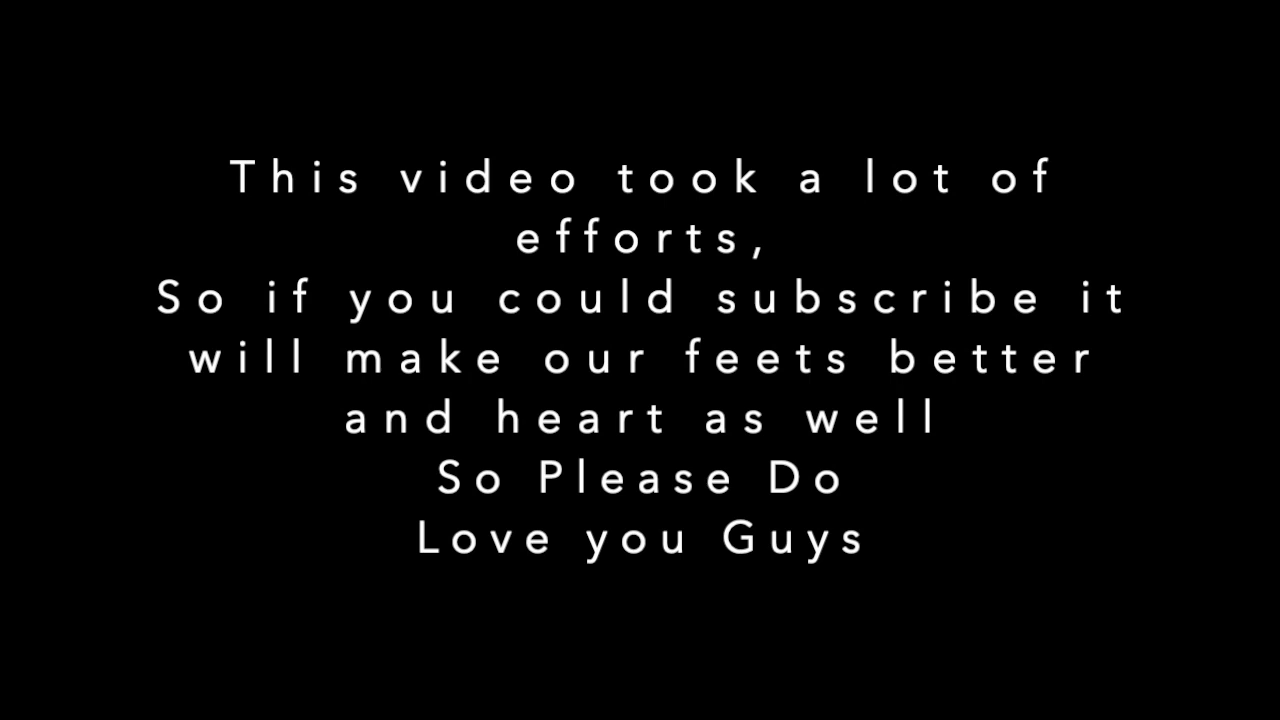 This video took a lot of
efforts,
So if you could subscribe it
will make our feets better
and heart as well
So Please Do
Love you Guys